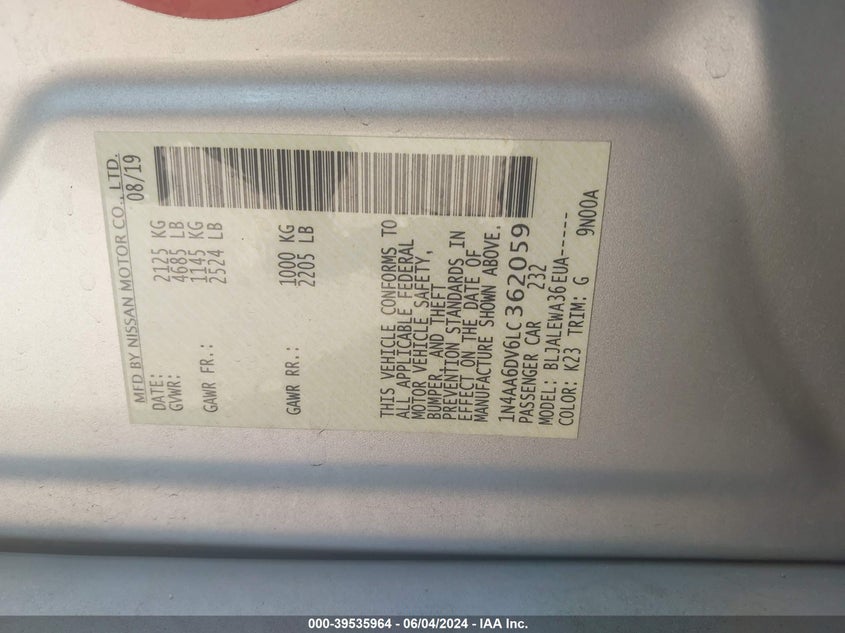 MFD BY NISSAN MOTOR CO., LTD.
DATE: 08/19
GVWR: 2125 KG
4685 LB
GAWR FR.: 1145 KG
2524 LB
GAWR RR.: 1000 KG
2205 LB
THIS VEHICLE CONFORMS TO
ALL APPLICABLE FEDERAL
MOTOR VEHICLE SAFETY,
BUMPER, AND THEFT
PREVENTION STANDARDS IN
EFFECT ON THE DATE OF
MANUFACTURE SHOWN ABOVE.
1N4AA6DV6LC362059
PASSENGER CAR 232
MODEL: BLJALEWA36EUA-----
COLOR: K23 TRIM: G 9N00A
000-39535964 - 06/04/2024 - IAA Inc.